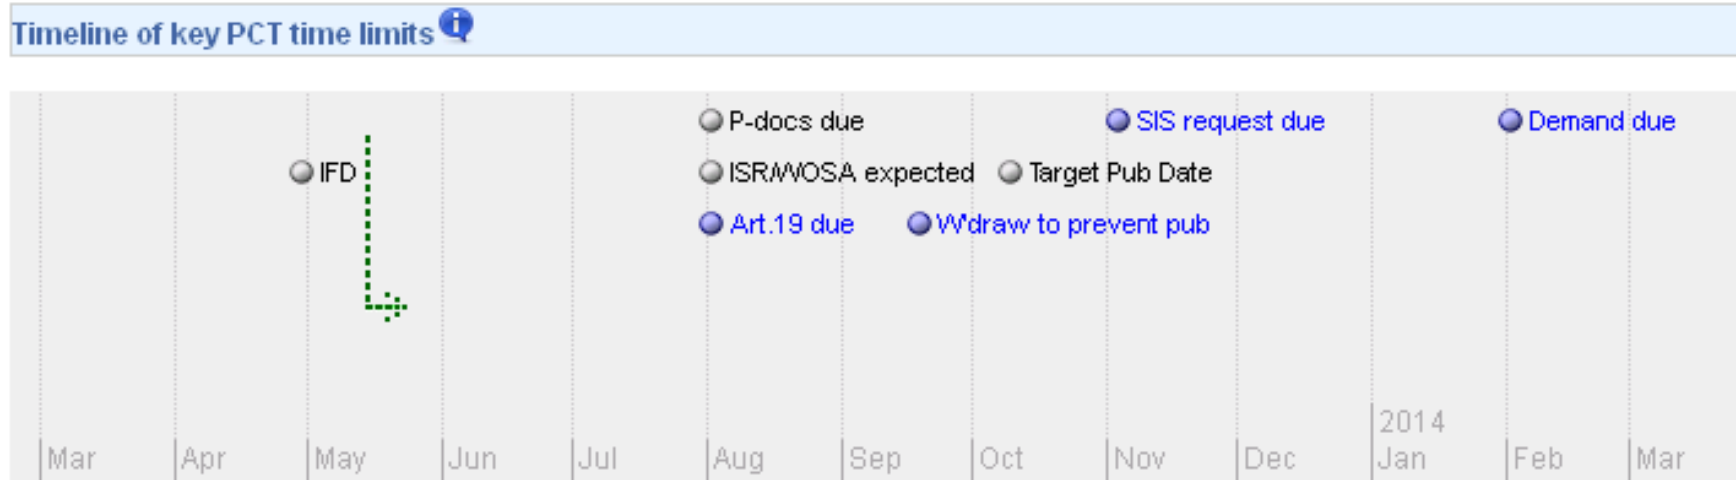 Timeline of key PCT time limits
P-docs due SIS request due Demand due
IFD ISR/WOSA expected Target Pub Date
Art.19 due W'draw to prevent pub
2014
Mar Apr May Jun Jul Aug Sep Oct Nov Dec Jan Feb Mar